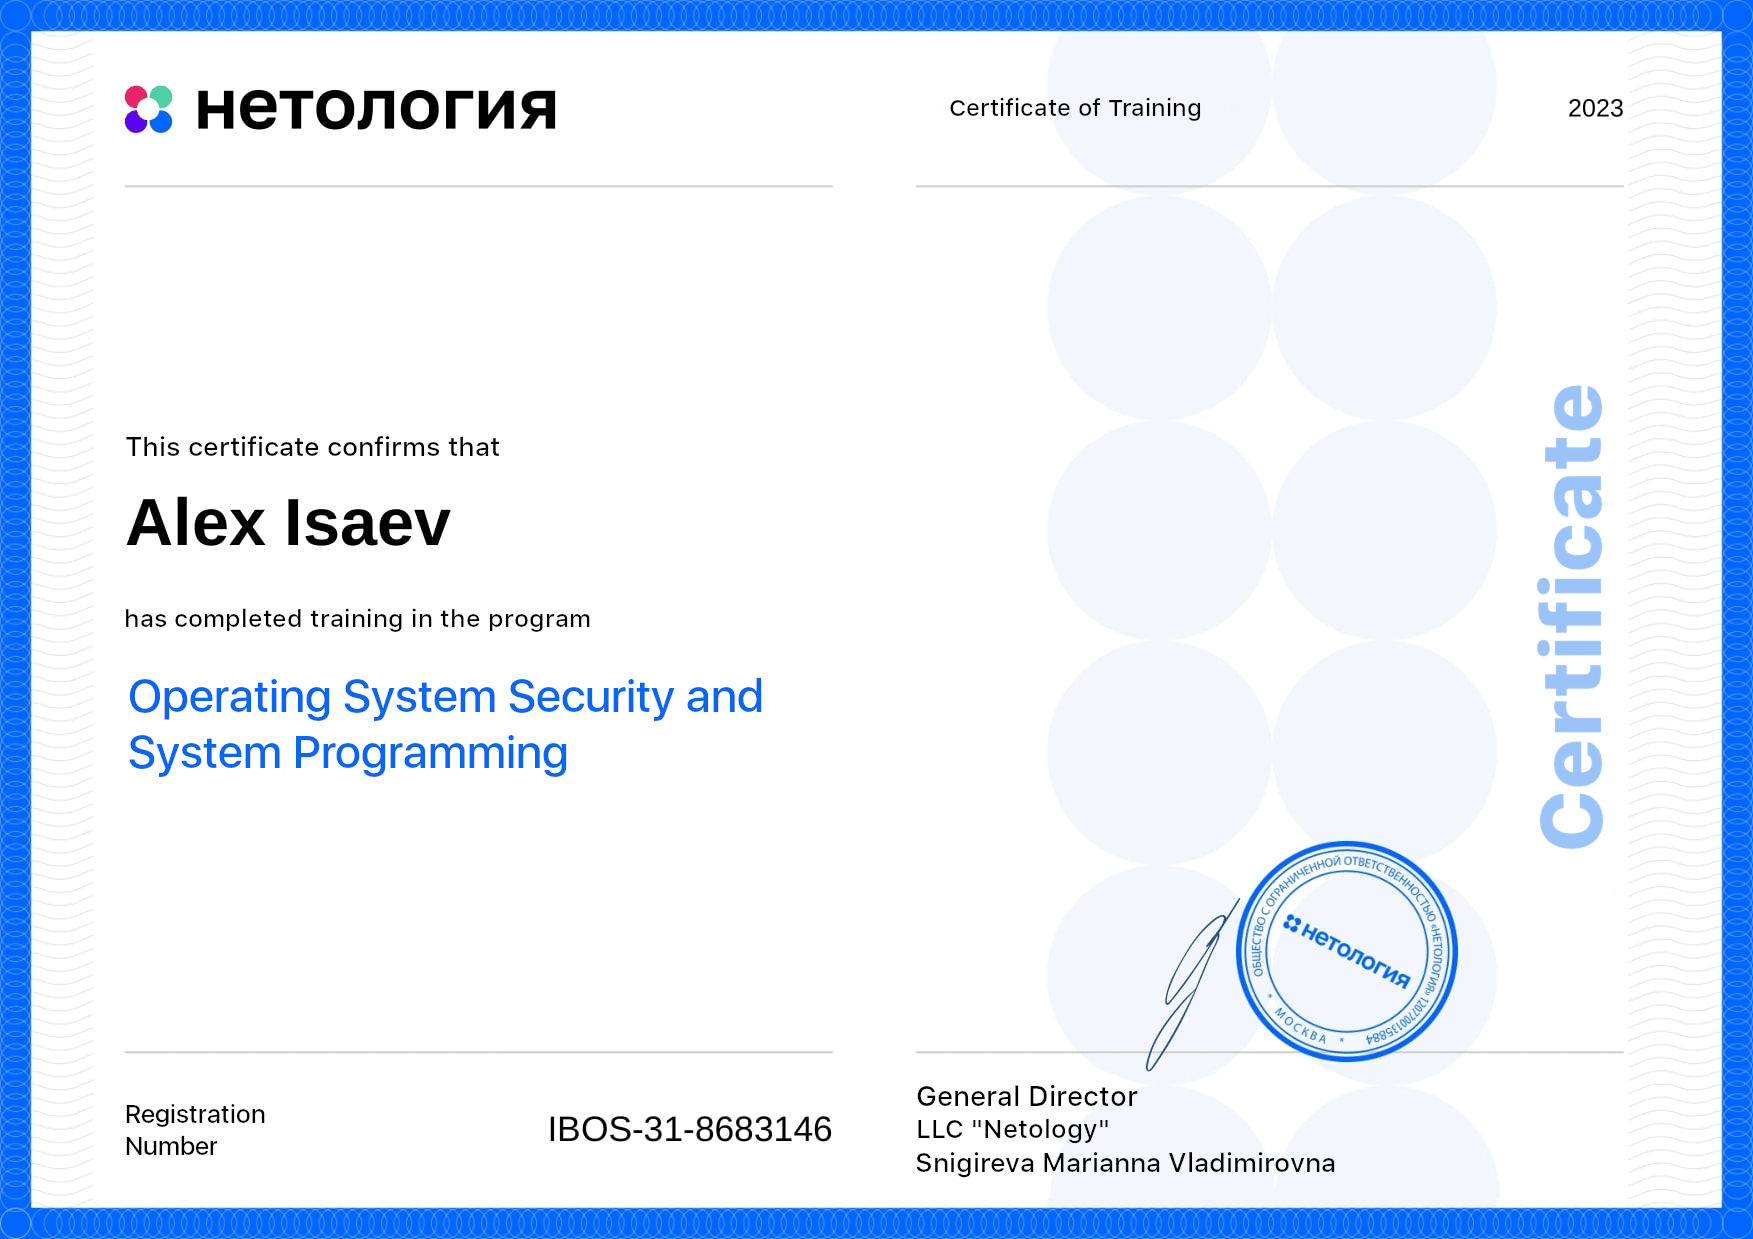 нетология
Certificate of Training
2023
This certificate confirms that
Alex Isaev
has completed training in the program
Operating System Security and
System Programming
Certificate
ОБЩЕСТВО С ОГРАНИЧЕННОЙ ОТВЕТСТВЕННОСТЬЮ «НЕТОЛОГИЯ» 1207700135884
* МОСКВА *
нетология
Registration
Number
IBOS-31-8683146
General Director
LLC "Netology"
Snigireva Marianna Vladimirovna